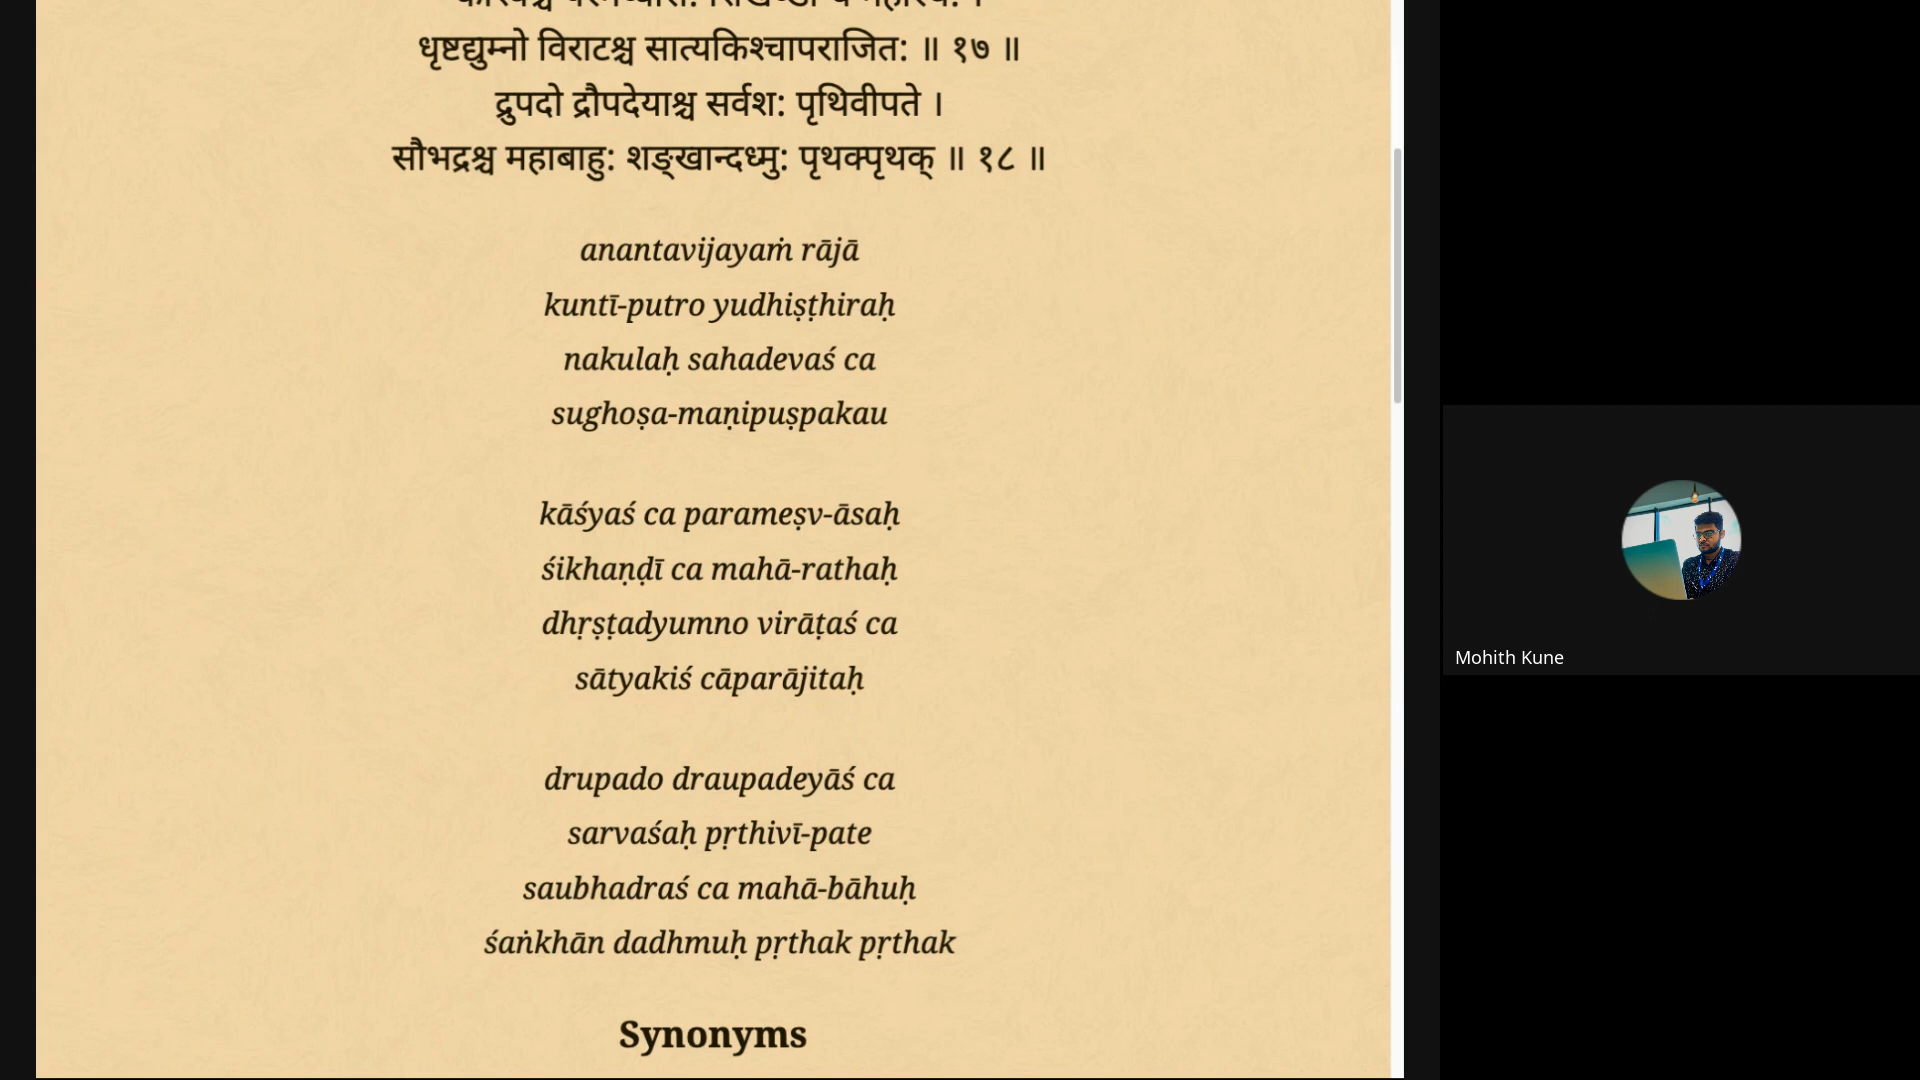 धृष्टद्युम्नो विराटश्च सात्यकिश्चापराजित: ॥ १७ ॥
द्रुपदो द्रौपदेयाश्च सर्वश: पृथिवीपते ।
सौभद्रश्च महाबाहु: शङ्खान्दध्मु: पृथक्पृथक् ॥ १८ ॥
anantavijayaṁ rājā
kuntī-putro yudhiṣṭhiraḥ
nakulaḥ sahadevaś ca
sughoṣa-maṇipuṣpakau
kāśyaś ca parameṣv-āsaḥ
śikhaṇḍī ca mahā-rathaḥ
dhṛṣṭadyumno virāṭaś ca
sātyakiś cāparājitaḥ
drupado draupadeyāś ca
sarvaśaḥ pṛthivī-pate
saubhadraś ca mahā-bāhuḥ
śaṅkhān dadhmuḥ pṛthak pṛthak
Synonyms
Mohith Kune